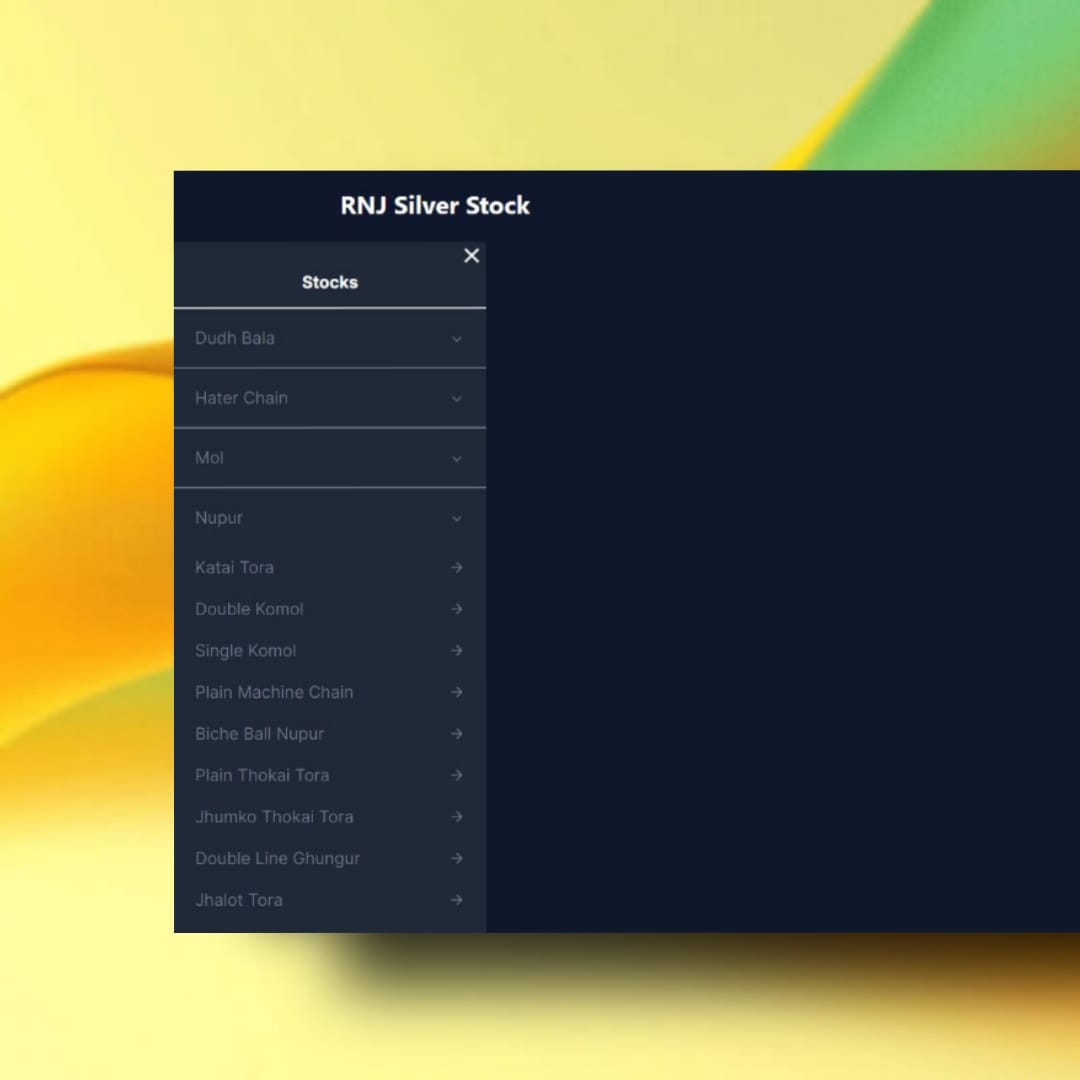 RNJ Silver Stock
Stocks
Dudh Bala
Hater Chain
Mol
Nupur
Katai Tora
Double Komol
Single Komol
Plain Machine Chain
Biche Ball Nupur
Plain Thokai Tora
Jhumko Thokai Tora
Double Line Ghungur
Jhalot Tora